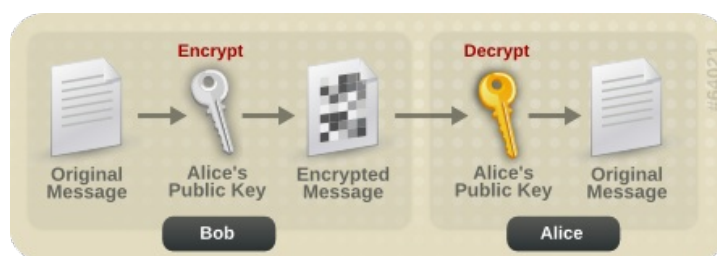 Encrypt
Decrypt
Original
Message
Alice's
Public Key
Encrypted
Message
Alice's
Public Key
Original
Message
Bob
Alice
#64021